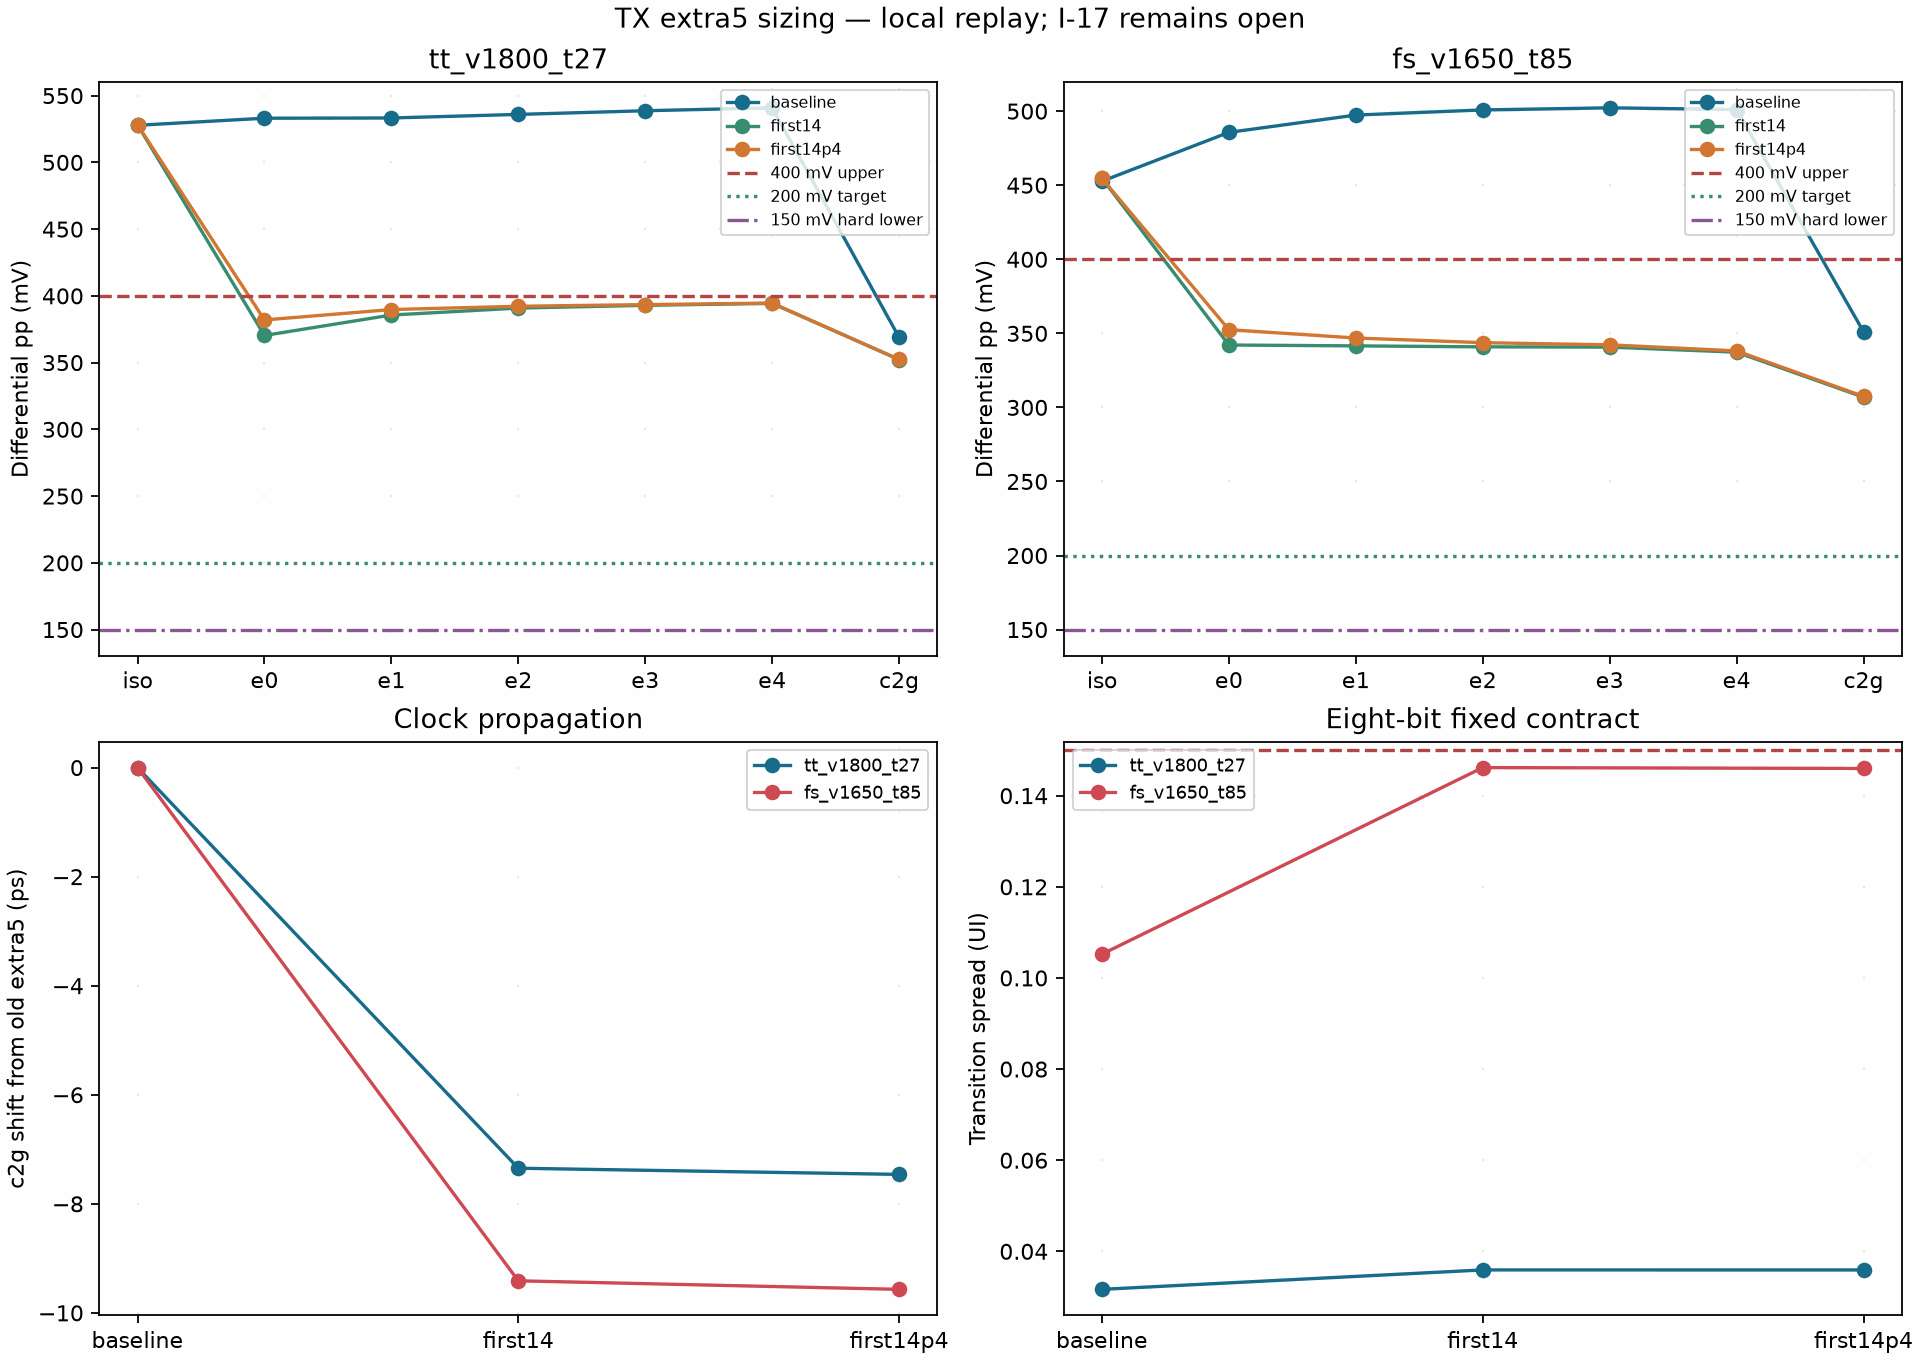 TX extra5 sizing — local replay; I-17 remains open
tt_v1800_t27
Differential pp (mV)
550
500
450
400
350
300
250
200
150
iso e0 e1 e2 e3 e4 c2g
baseline
first14
first14p4
400 mV upper
200 mV target
150 mV hard lower
fs_v1650_t85
Differential pp (mV)
500
450
400
350
300
250
200
150
iso e0 e1 e2 e3 e4 c2g
baseline
first14
first14p4
400 mV upper
200 mV target
150 mV hard lower
Clock propagation
c2g shift from old extra5 (ps)
0
−2
−4
−6
−8
−10
baseline first14 first14p4
tt_v1800_t27
fs_v1650_t85
Eight-bit fixed contract
Transition spread (UI)
0.14
0.12
0.10
0.08
0.06
0.04
baseline first14 first14p4
tt_v1800_t27
fs_v1650_t85